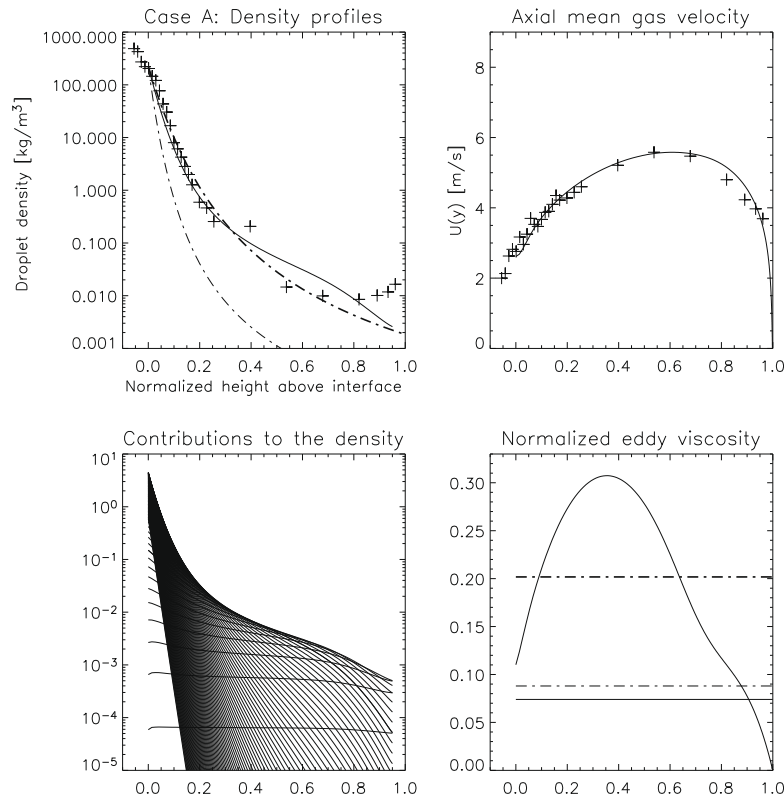 Case A: Density profiles
Droplet density [kg/m³]
1000.000
100.000
10.000
1.000
0.100
0.010
0.001
0.0 0.2 0.4 0.6 0.8 1.0
Normalized height above interface
Axial mean gas velocity
U(y) [m/s]
8
6
4
2
0
0.0 0.2 0.4 0.6 0.8 1.0
Contributions to the density
10¹
10⁰
10⁻¹
10⁻²
10⁻³
10⁻⁴
10⁻⁵
0.0 0.2 0.4 0.6 0.8 1.0
Normalized eddy viscosity
0.30
0.25
0.20
0.15
0.10
0.05
0.00
0.0 0.2 0.4 0.6 0.8 1.0